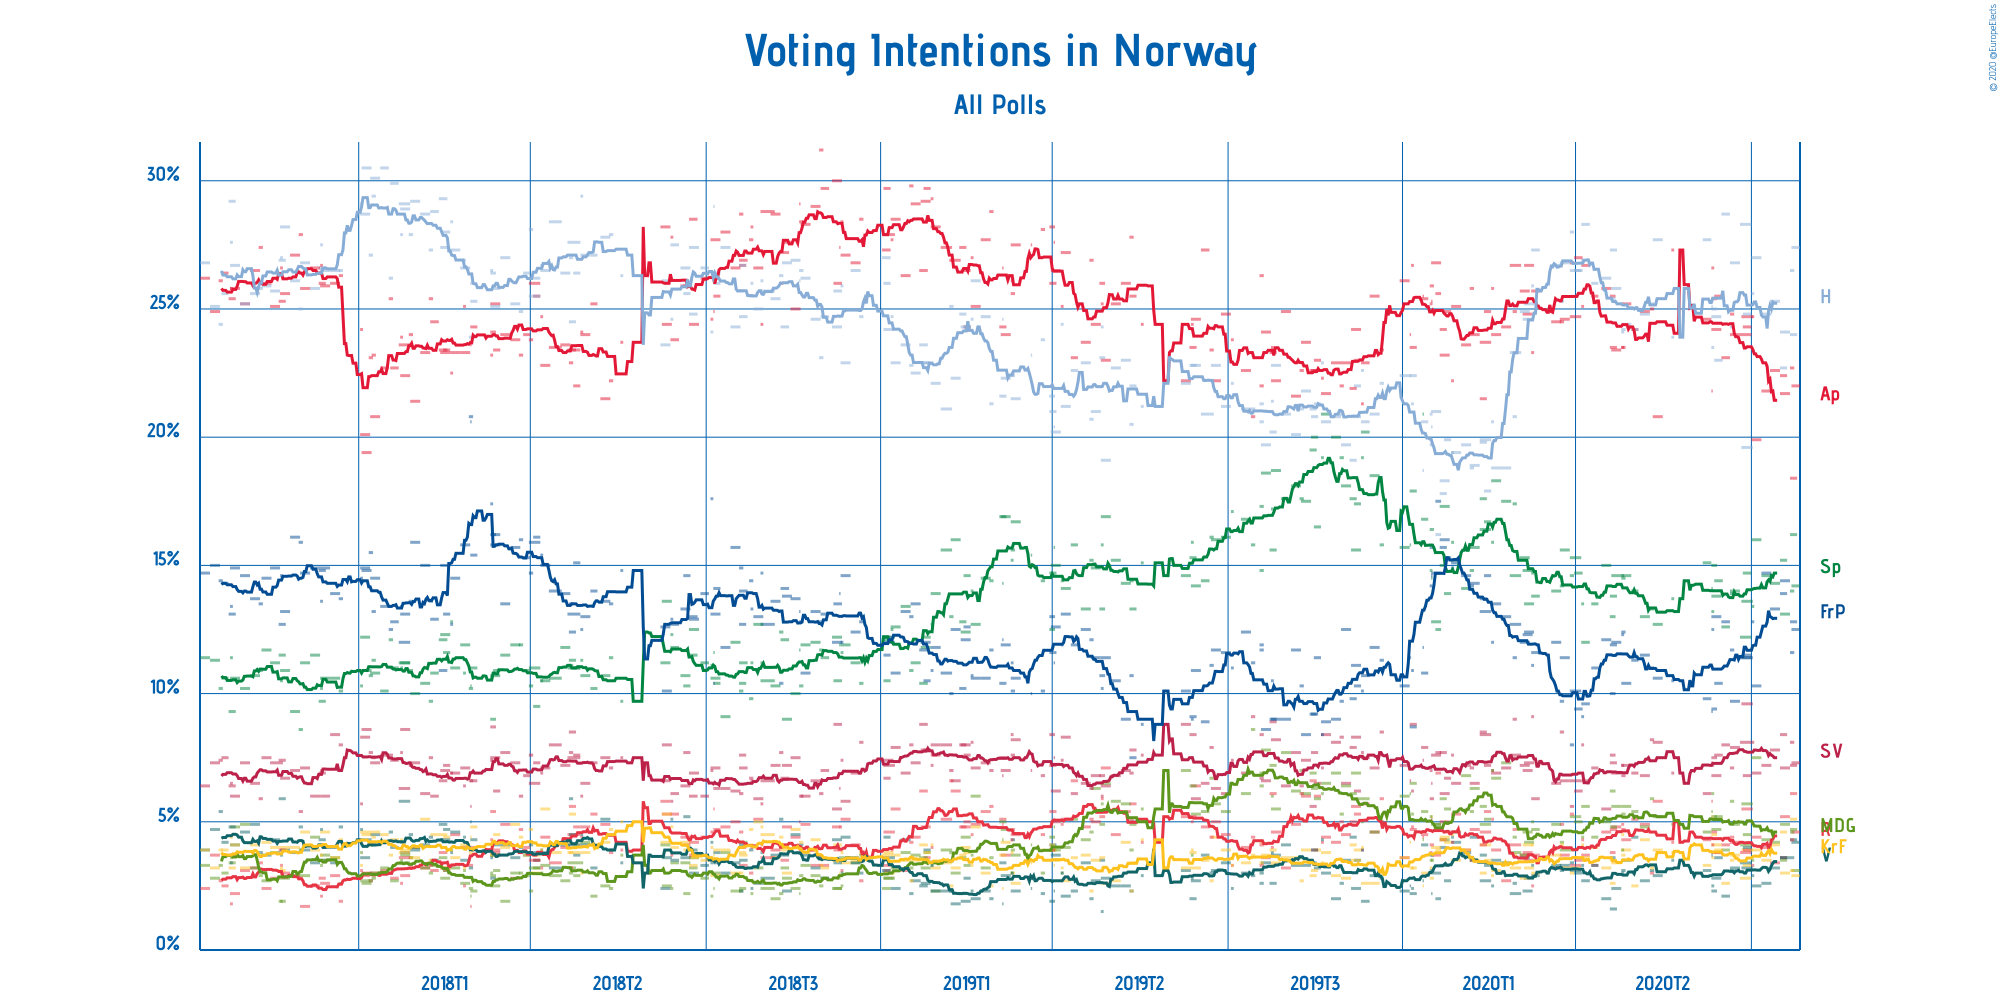 Voting Intentions in Norway
All Polls
© 2020 @EuropeElects
30%
25%
20%
15%
10%
5%
0%
H
Ap
Sp
FrP
SV
MDG
R
KrF
V
2018T1
2018T2
2018T3
2019T1
2019T2
2019T3
2020T1
2020T2